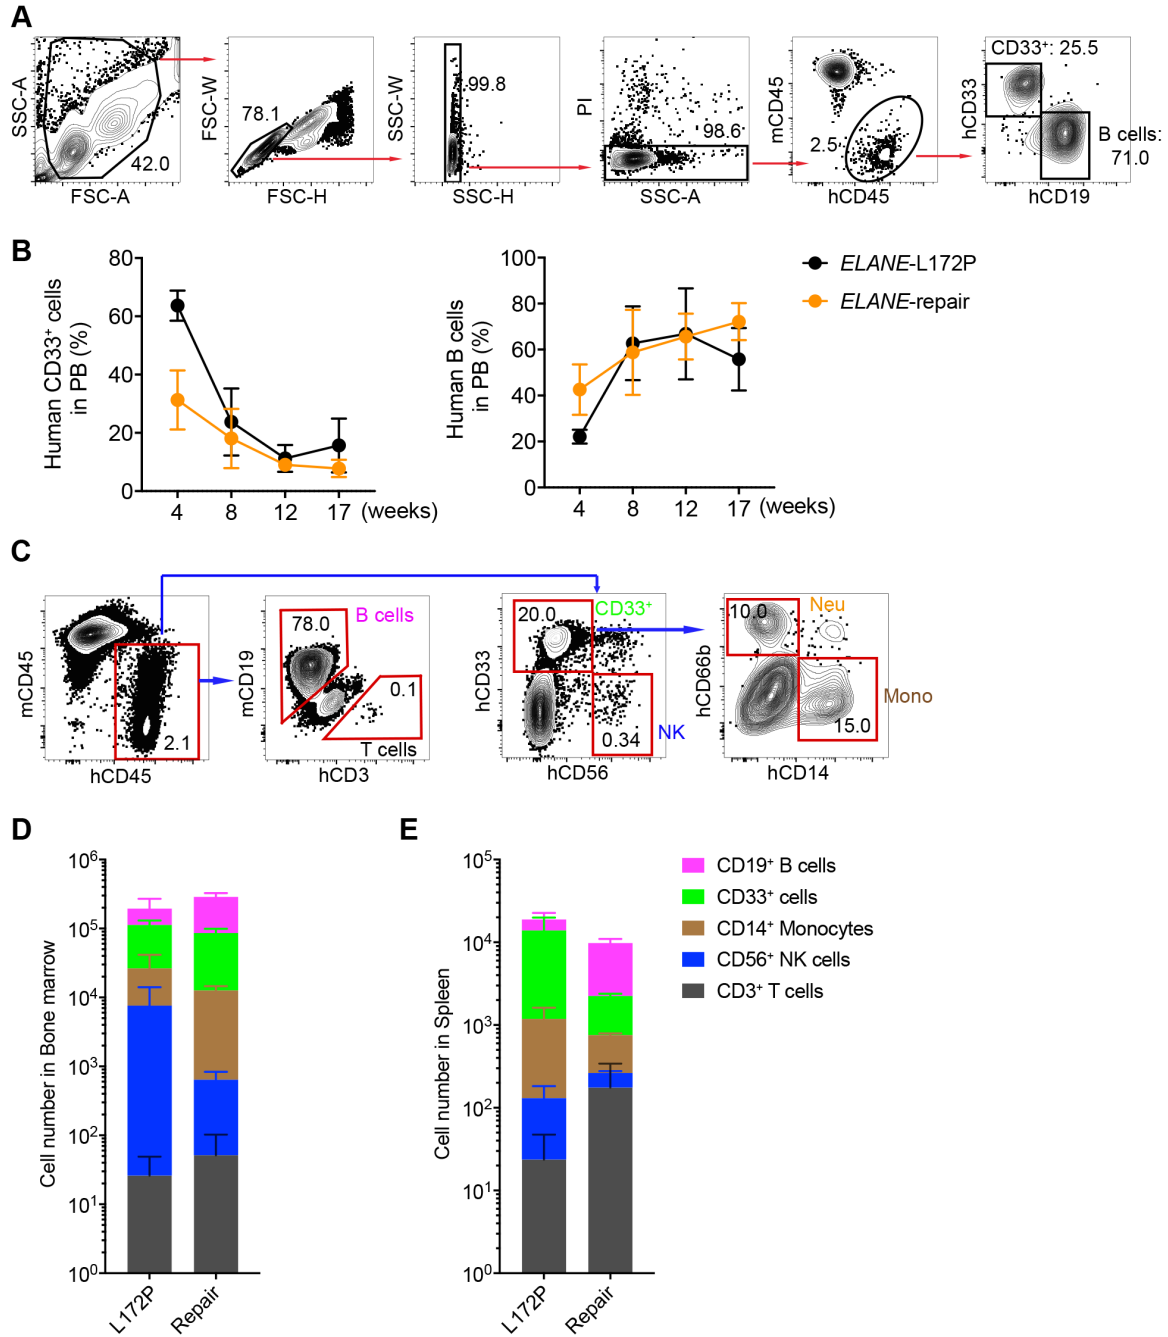 A
SSC-A
42.0
FSC-A
FSC-W
78.1
FSC-H
SSC-W
99.8
SSC-H
PI
98.6
SSC-A
mCD45
2.5
hCD45
CD33⁺: 25.5
hCD33
B cells:
71.0
hCD19
B
Human CD33⁺ cells
in PB (%)
80
60
40
20
0
4 8 12 17 (weeks)
Human B cells
in PB (%)
100
80
60
40
20
0
4 8 12 17 (weeks)
ELANE-L172P
ELANE-repair
C
mCD45
2.1
hCD45
mCD19
78.0
B cells
0.1
T cells
hCD3
hCD33
20.0
CD33⁺
0.34
NK
hCD56
hCD66b
10.0
Neu
Mono
15.0
hCD14
D
Cell number in Bone marrow
10⁶
10⁵
10⁴
10³
10²
10¹
10⁰
L172P
Repair
E
Cell number in Spleen
10⁵
10⁴
10³
10²
10¹
10⁰
L172P
Repair
CD19⁺ B cells
CD33⁺ cells
CD14⁺ Monocytes
CD56⁺ NK cells
CD3⁺ T cells